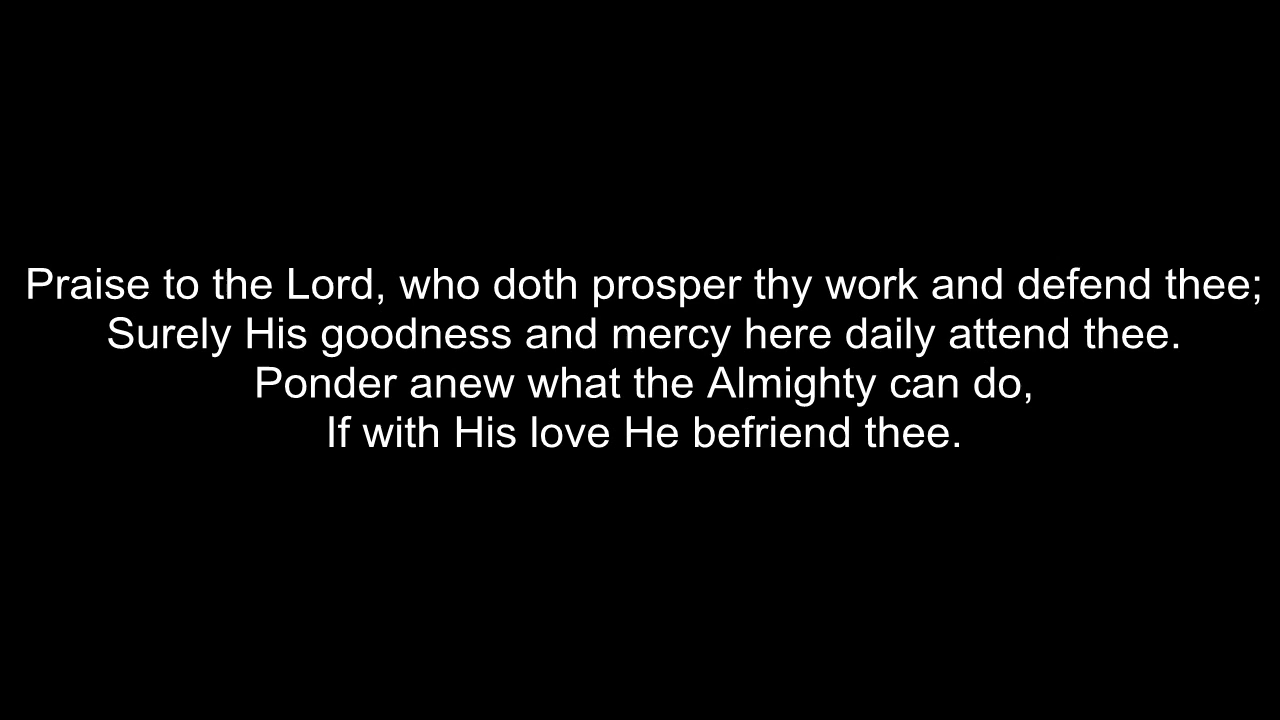 Praise to the Lord, who doth prosper thy work and defend thee;
Surely His goodness and mercy here daily attend thee.
Ponder anew what the Almighty can do,
If with His love He befriend thee.